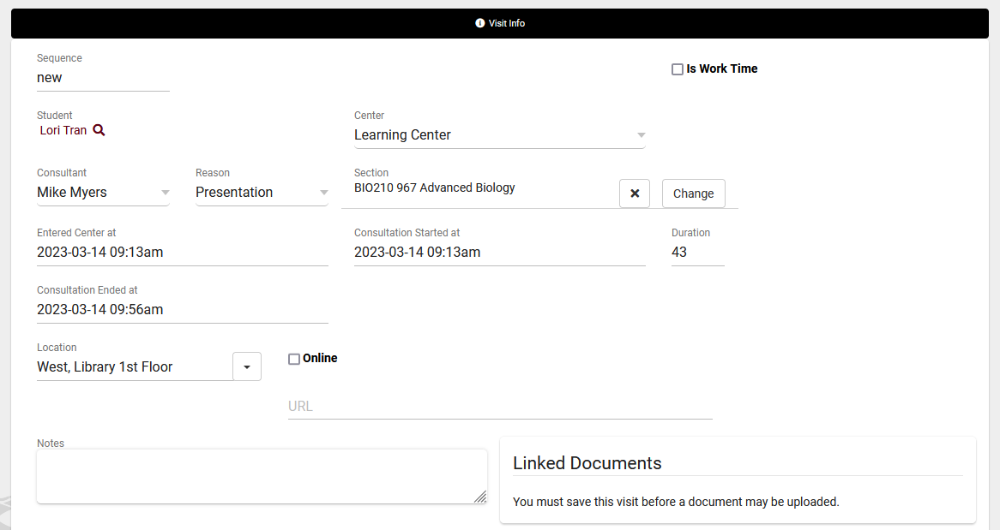 Visit Info
Sequence
new
Is Work Time
Student
Lori Tran
Center
Learning Center
Consultant
Mike Myers
Reason
Presentation
Section
BIO210 967 Advanced Biology
Change
Entered Center at
2023-03-14 09:13am
Consultation Started at
2023-03-14 09:13am
Duration
43
Consultation Ended at
2023-03-14 09:56am
Location
West, Library 1st Floor
Online
URL
Notes
Linked Documents
You must save this visit before a document may be uploaded.